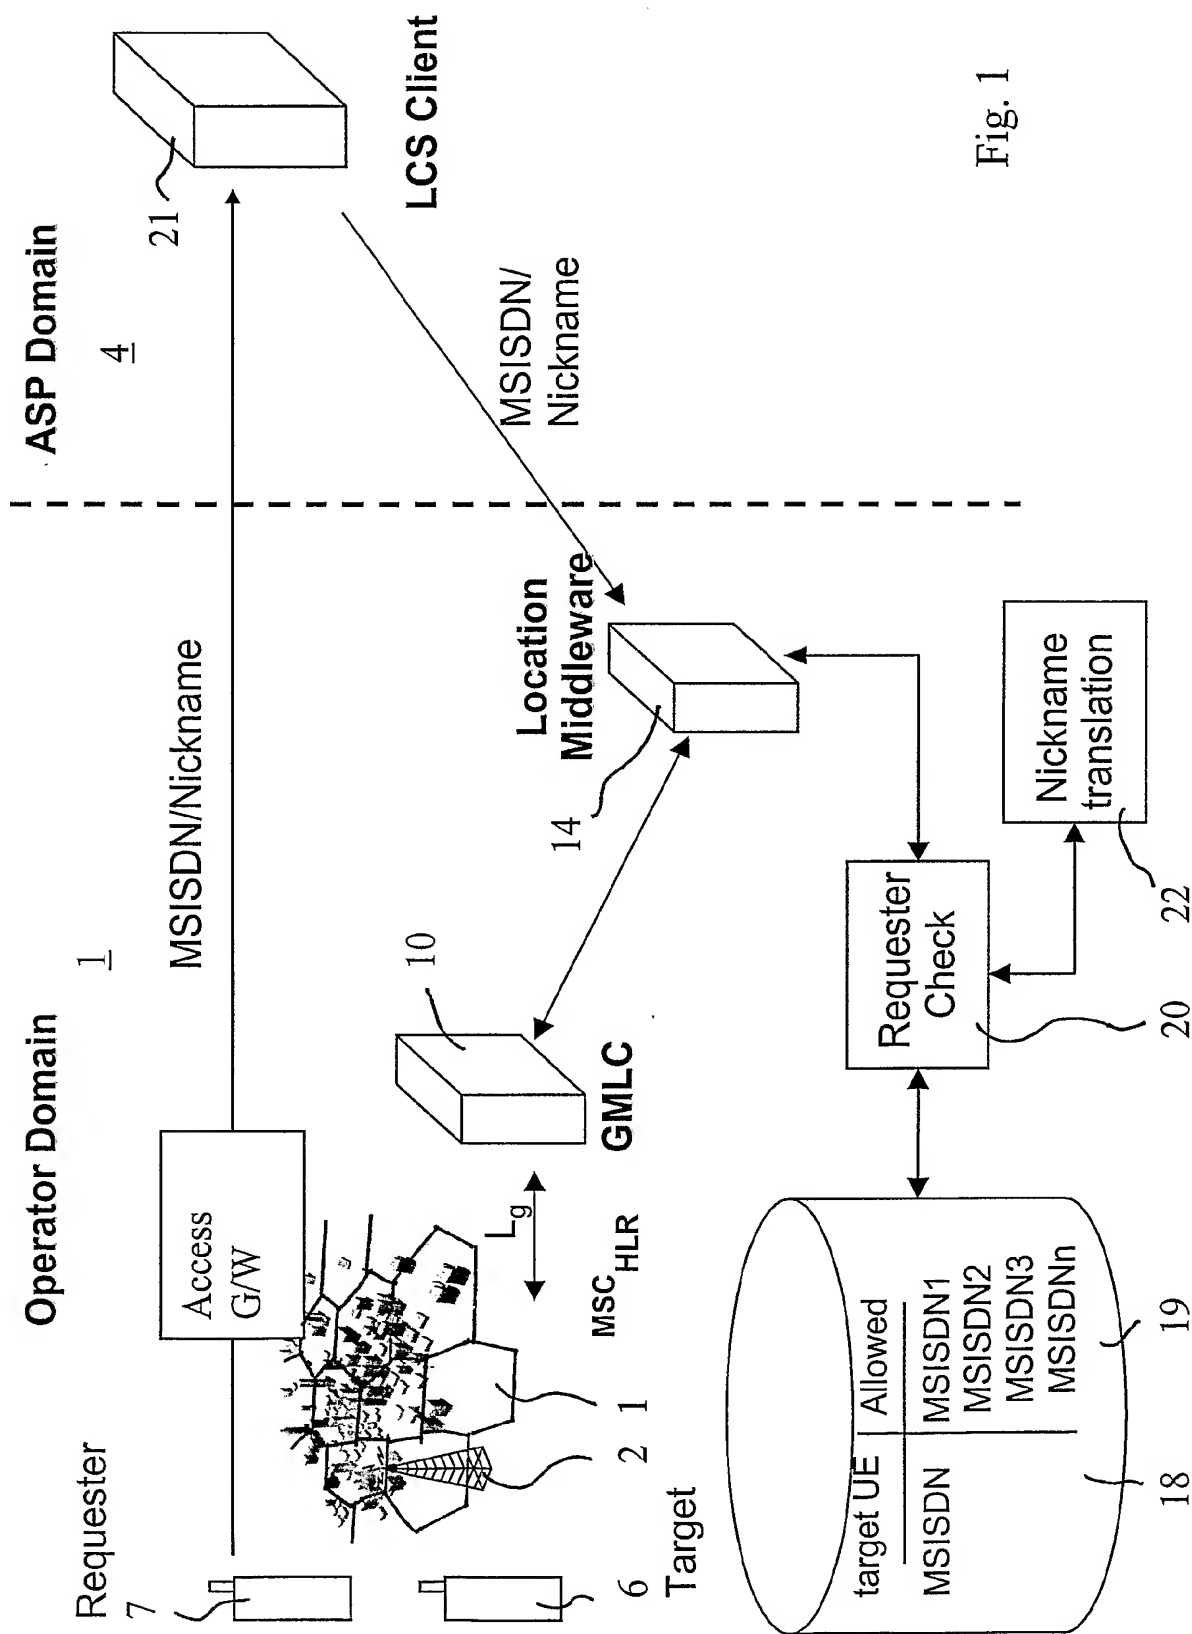 Operator Domain
ASP Domain
1
4
Requester
7
Access
G/W
MSISDN/Nickname
21
LCS Client
10
GMLC
Lg
MSC
HLR
Location
Middleware
14
MSISDN/
Nickname
2
1
6
Target
target UE
Allowed
MSISDN
MSISDN1
MSISDN2
MSISDN3
MSISDNn
18
19
Requester
Check
20
Nickname
translation
22
Fig. 1